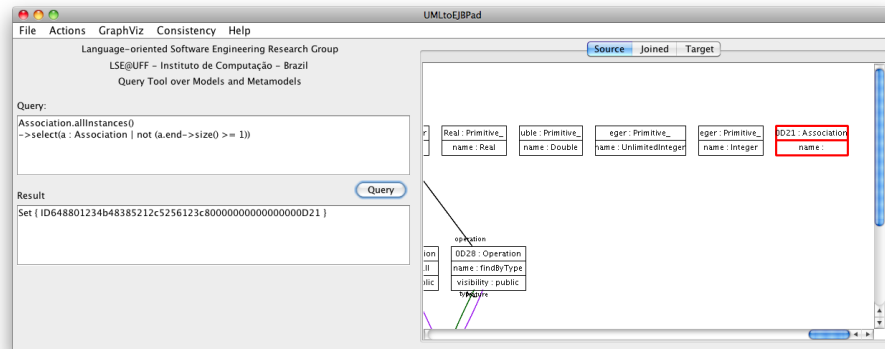 UMLtoEJBPad
File Actions GraphViz Consistency Help
Language-oriented Software Engineering Research Group
LSE@UFF - Instituto de Computação - Brazil
Query Tool over Models and Metamodels
Query:
Association.allInstances()
->select(a : Association | not (a.end->size() >= 1))
Result
Query
Set { ID648801234b48385212c5256123c80000000000000000D21 }
Source Joined Target
Real : Primitive_
name : Real
uble : Primitive_
name : Double
eger : Primitive_
name : UnlimitedInteger
eger : Primitive_
name : Integer
0D21 : Association
name :
operation
0D28 : Operation
name : findByType
visibility : public